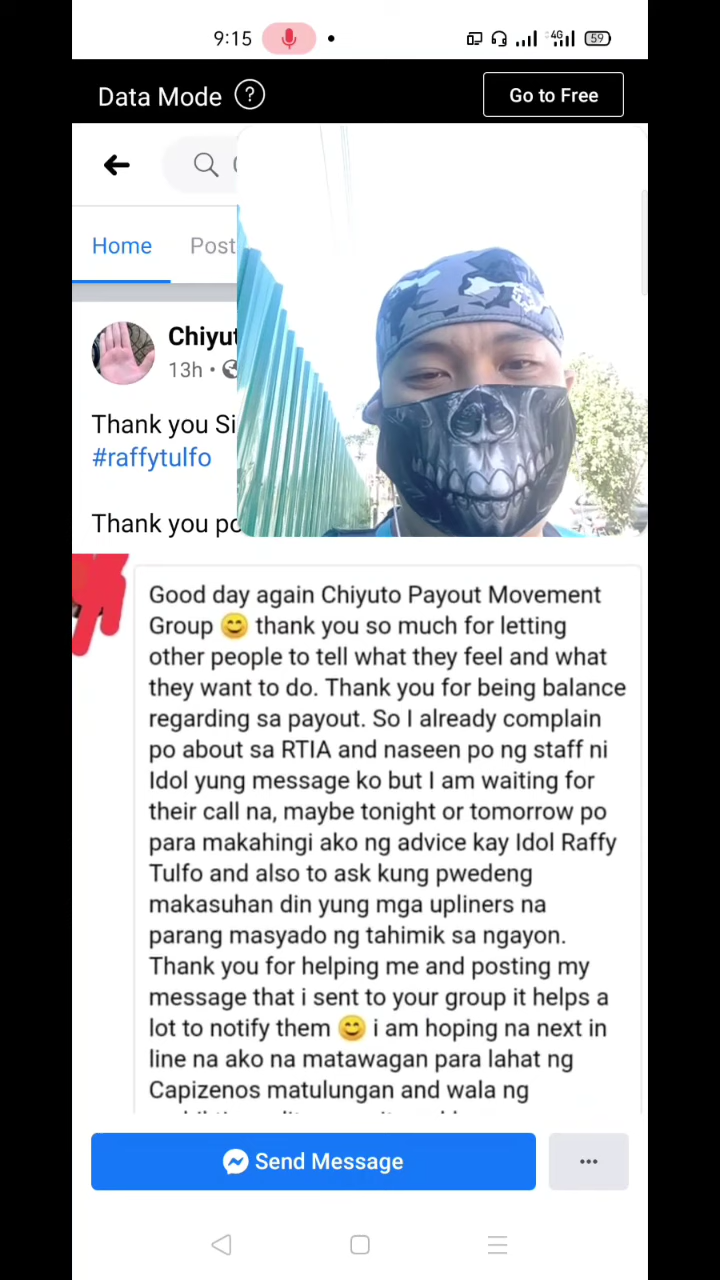 9:15
4G
59
Data Mode ?
Go to Free
Home
Post
Chiyut
13h •
Thank you Si
#raffytulfo
Thank you po
Good day again Chiyuto Payout Movement
Group 😊 thank you so much for letting
other people to tell what they feel and what
they want to do. Thank you for being balance
regarding sa payout. So I already complain
po about sa RTIA and naseen po ng staff ni
Idol yung message ko but I am waiting for
their call na, maybe tonight or tomorrow po
para makahingi ako ng advice kay Idol Raffy
Tulfo and also to ask kung pwedeng
makasuhan din yung mga upliners na
parang masyado ng tahimik sa ngayon.
Thank you for helping me and posting my
message that i sent to your group it helps a
lot to notify them 😊 i am hoping na next in
line na ako na matawagan para lahat ng
Capizenos matulungan and wala ng
Send Message